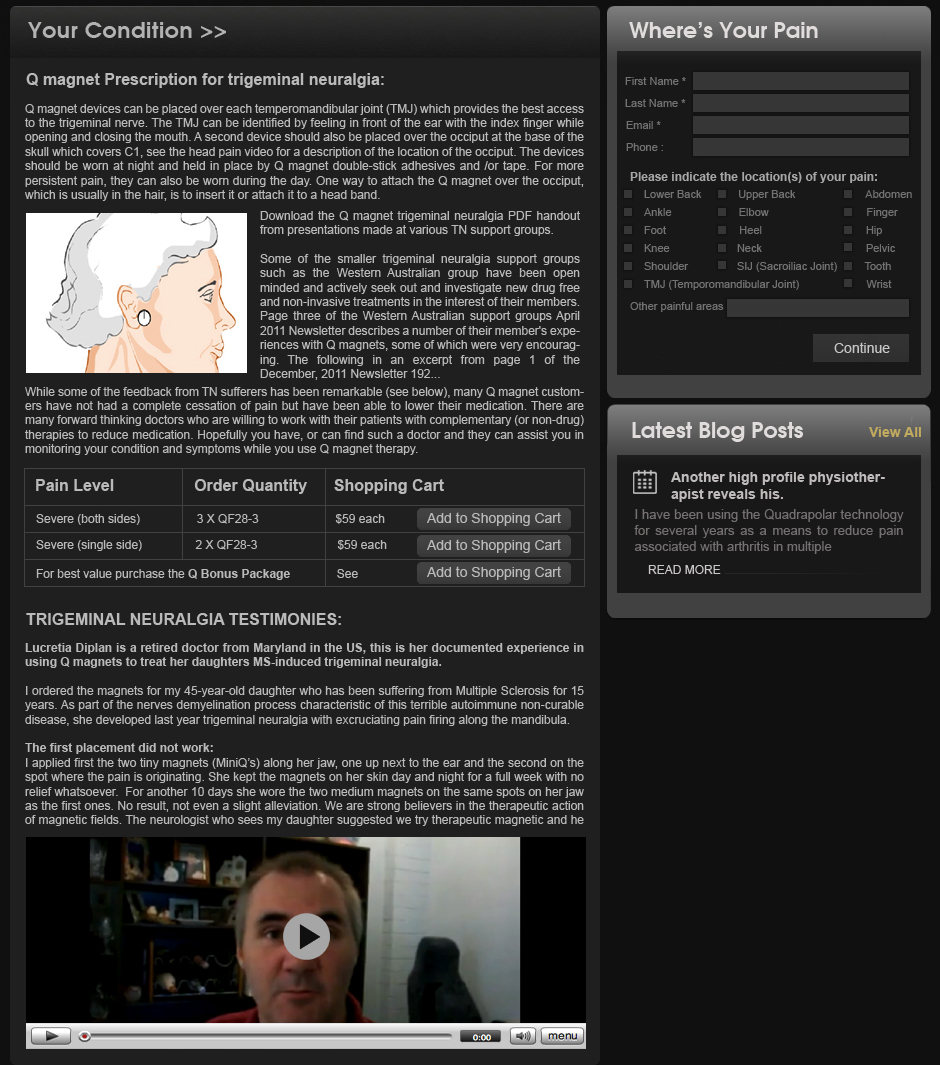 Your Condition >>
Q magnet Prescription for trigeminal neuralgia:
Q magnet devices can be placed over each temperomandibular joint (TMJ) which provides the best access
to the trigeminal nerve. The TMJ can be identified by feeling in front of the ear with the index finger while
opening and closing the mouth. A second device should also be placed over the occiput at the base of the
skull which covers C1, see the head pain video for a description of the location of the occiput. The devices
should be worn at night and held in place by Q magnet double-stick adhesives and /or tape. For more
persistent pain, they can also be worn during the day. One way to attach the Q magnet over the occiput,
which is usually in the hair, is to insert it or attach it to a head band.
Download the Q magnet trigeminal neuralgia PDF handout
from presentations made at various TN support groups.
Some of the smaller trigeminal neuralgia support groups
such as the Western Australian group have been open
minded and actively seek out and investigate new drug free
and non-invasive treatments in the interest of their members.
Page three of the Western Australian support groups April
2011 Newsletter describes a number of their member's expe-
riences with Q magnets, some of which were very encourag-
ing. The following in an excerpt from page 1 of the
December, 2011 Newsletter 192...
While some of the feedback from TN sufferers has been remarkable (see below), many Q magnet custom-
ers have not had a complete cessation of pain but have been able to lower their medication. There are
many forward thinking doctors who are willing to work with their patients with complementary (or non-drug)
therapies to reduce medication. Hopefully you have, or can find such a doctor and they can assist you in
monitoring your condition and symptoms while you use Q magnet therapy.
Pain Level Order Quantity Shopping Cart
Severe (both sides) 3 X QF28-3 $59 each Add to Shopping Cart
Severe (single side) 2 X QF28-3 $59 each Add to Shopping Cart
For best value purchase the Q Bonus Package See Add to Shopping Cart
TRIGEMINAL NEURALGIA TESTIMONIES:
Lucretia Diplan is a retired doctor from Maryland in the US, this is her documented experience in
using Q magnets to treat her daughters MS-induced trigeminal neuralgia.
I ordered the magnets for my 45-year-old daughter who has been suffering from Multiple Sclerosis for 15
years. As part of the nerves demyelination process characteristic of this terrible autoimmune non-curable
disease, she developed last year trigeminal neuralgia with excruciating pain firing along the mandibula.
The first placement did not work:
I applied first the two tiny magnets (MiniQ's) along her jaw, one up next to the ear and the second on the
spot where the pain is originating. She kept the magnets on her skin day and night for a full week with no
relief whatsoever. For another 10 days she wore the two medium magnets on the same spots on her jaw
as the first ones. No result, not even a slight alleviation. We are strong believers in the therapeutic action
of magnetic fields. The neurologist who sees my daughter suggested we try therapeutic magnetic and he
0:00 menu
Where's Your Pain
First Name *
Last Name *
Email *
Phone :
Please indicate the location(s) of your pain:
Lower Back Upper Back Abdomen
Ankle Elbow Finger
Foot Heel Hip
Knee Neck Pelvic
Shoulder SIJ (Sacroiliac Joint) Tooth
TMJ (Temporomandibular Joint) Wrist
Other painful areas
Continue
Latest Blog Posts View All
Another high profile physiother-
apist reveals his.
I have been using the Quadrapolar technology
for several years as a means to reduce pain
associated with arthritis in multiple
READ MORE